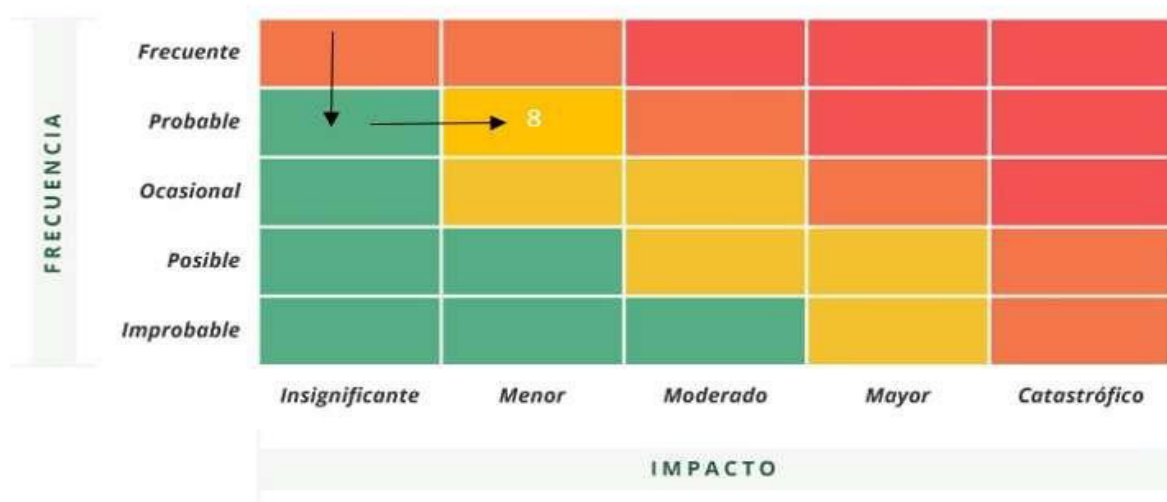 FRECUENCIA
Frecuente
Probable
8
Ocasional
Posible
Improbable
Insignificante Menor Moderado Mayor Catastrófico
IMPACTO